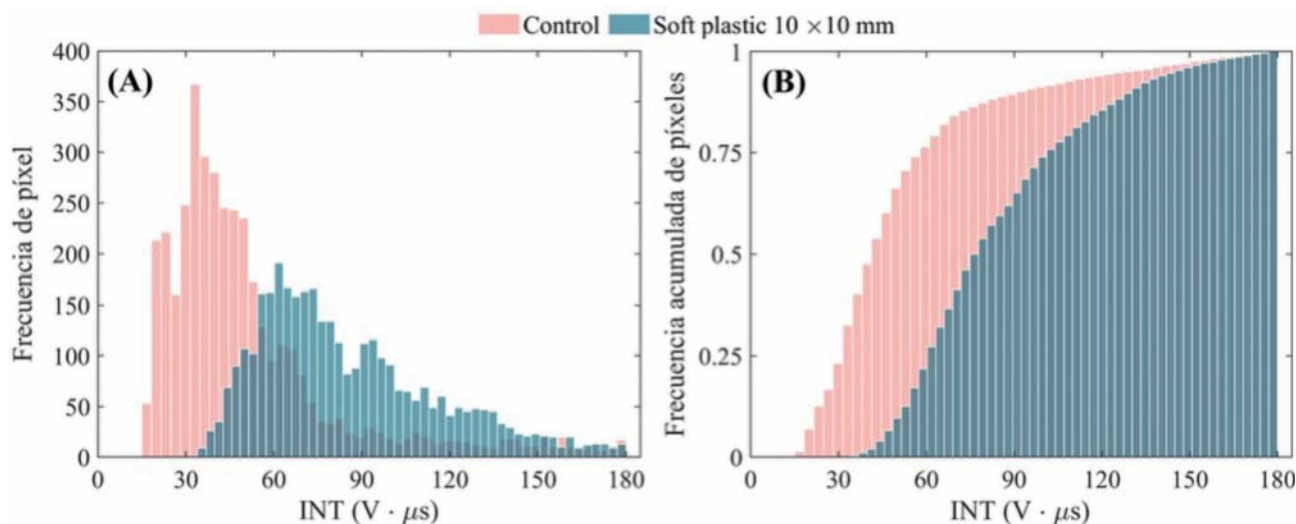 Control Soft plastic 10 ×10 mm
(A)
Frecuencia de píxel
400
350
300
250
200
150
100
50
0
0 30 60 90 120 150 180
INT (V · μs)
(B)
Frecuencia acumulada de píxeles
1
0.75
0.5
0.25
0
0 30 60 90 120 150 180
INT (V · μs)